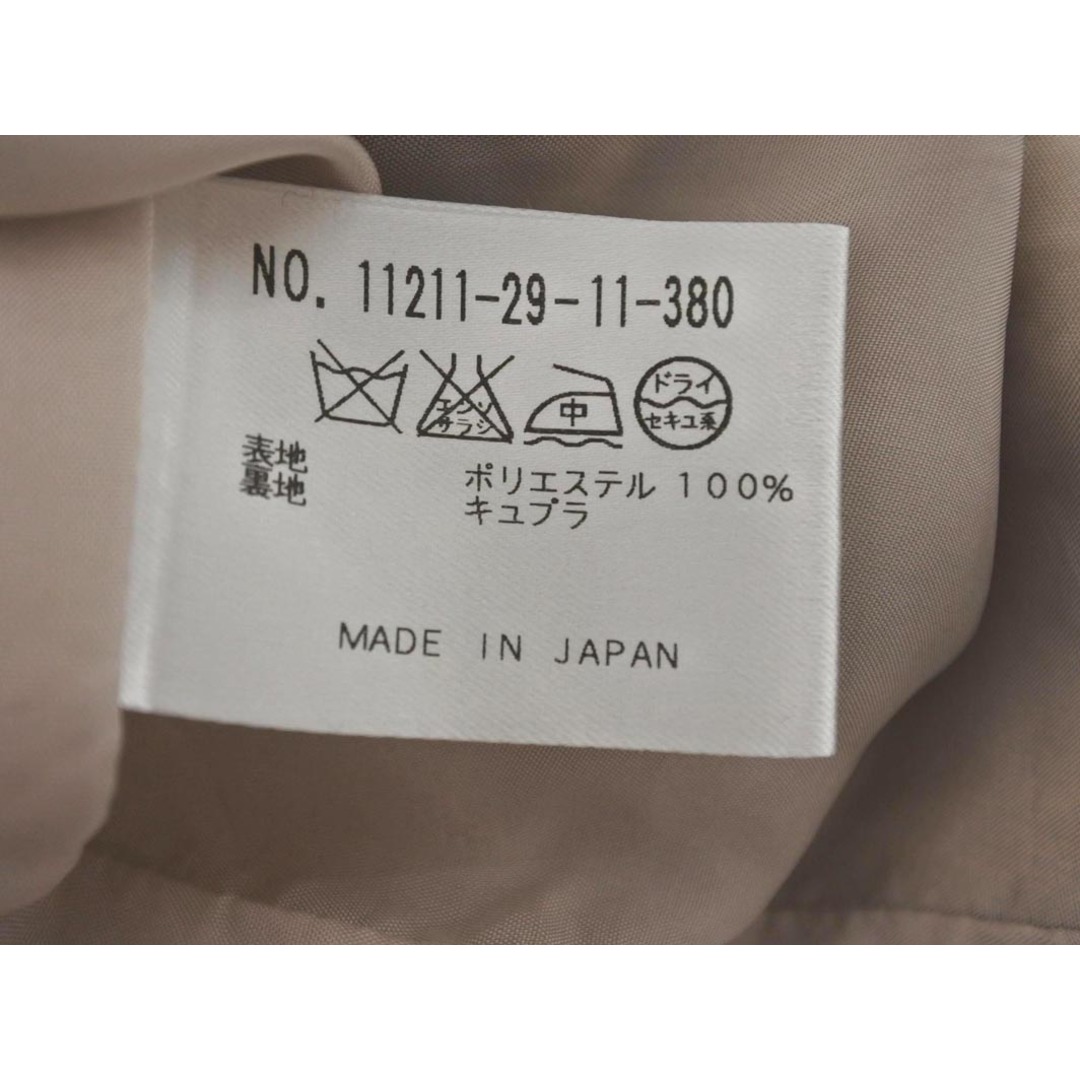 NO. 11211-29-11-380
エンソ
サラシ
中
ドライ
セキユ系
表地 ポリエステル 100%
裏地 キュプラ
MADE IN JAPAN